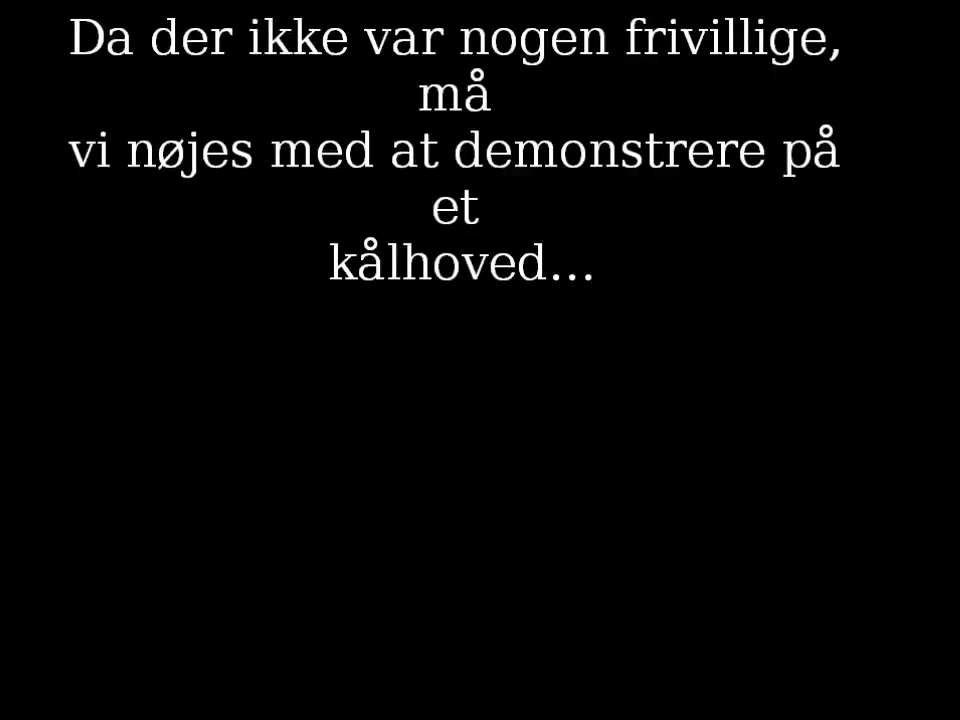 Da der ikke var nogen frivillige,
må
vi nøjes med at demonstrere på
et
kålhoved...